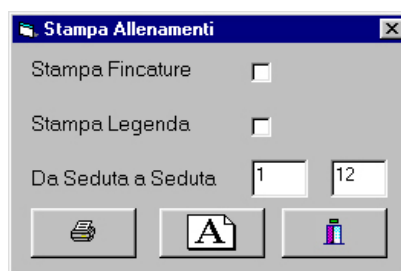 Stampa Allenamenti
Stampa Fincature
Stampa Legenda
Da Seduta a Seduta 1 12
A